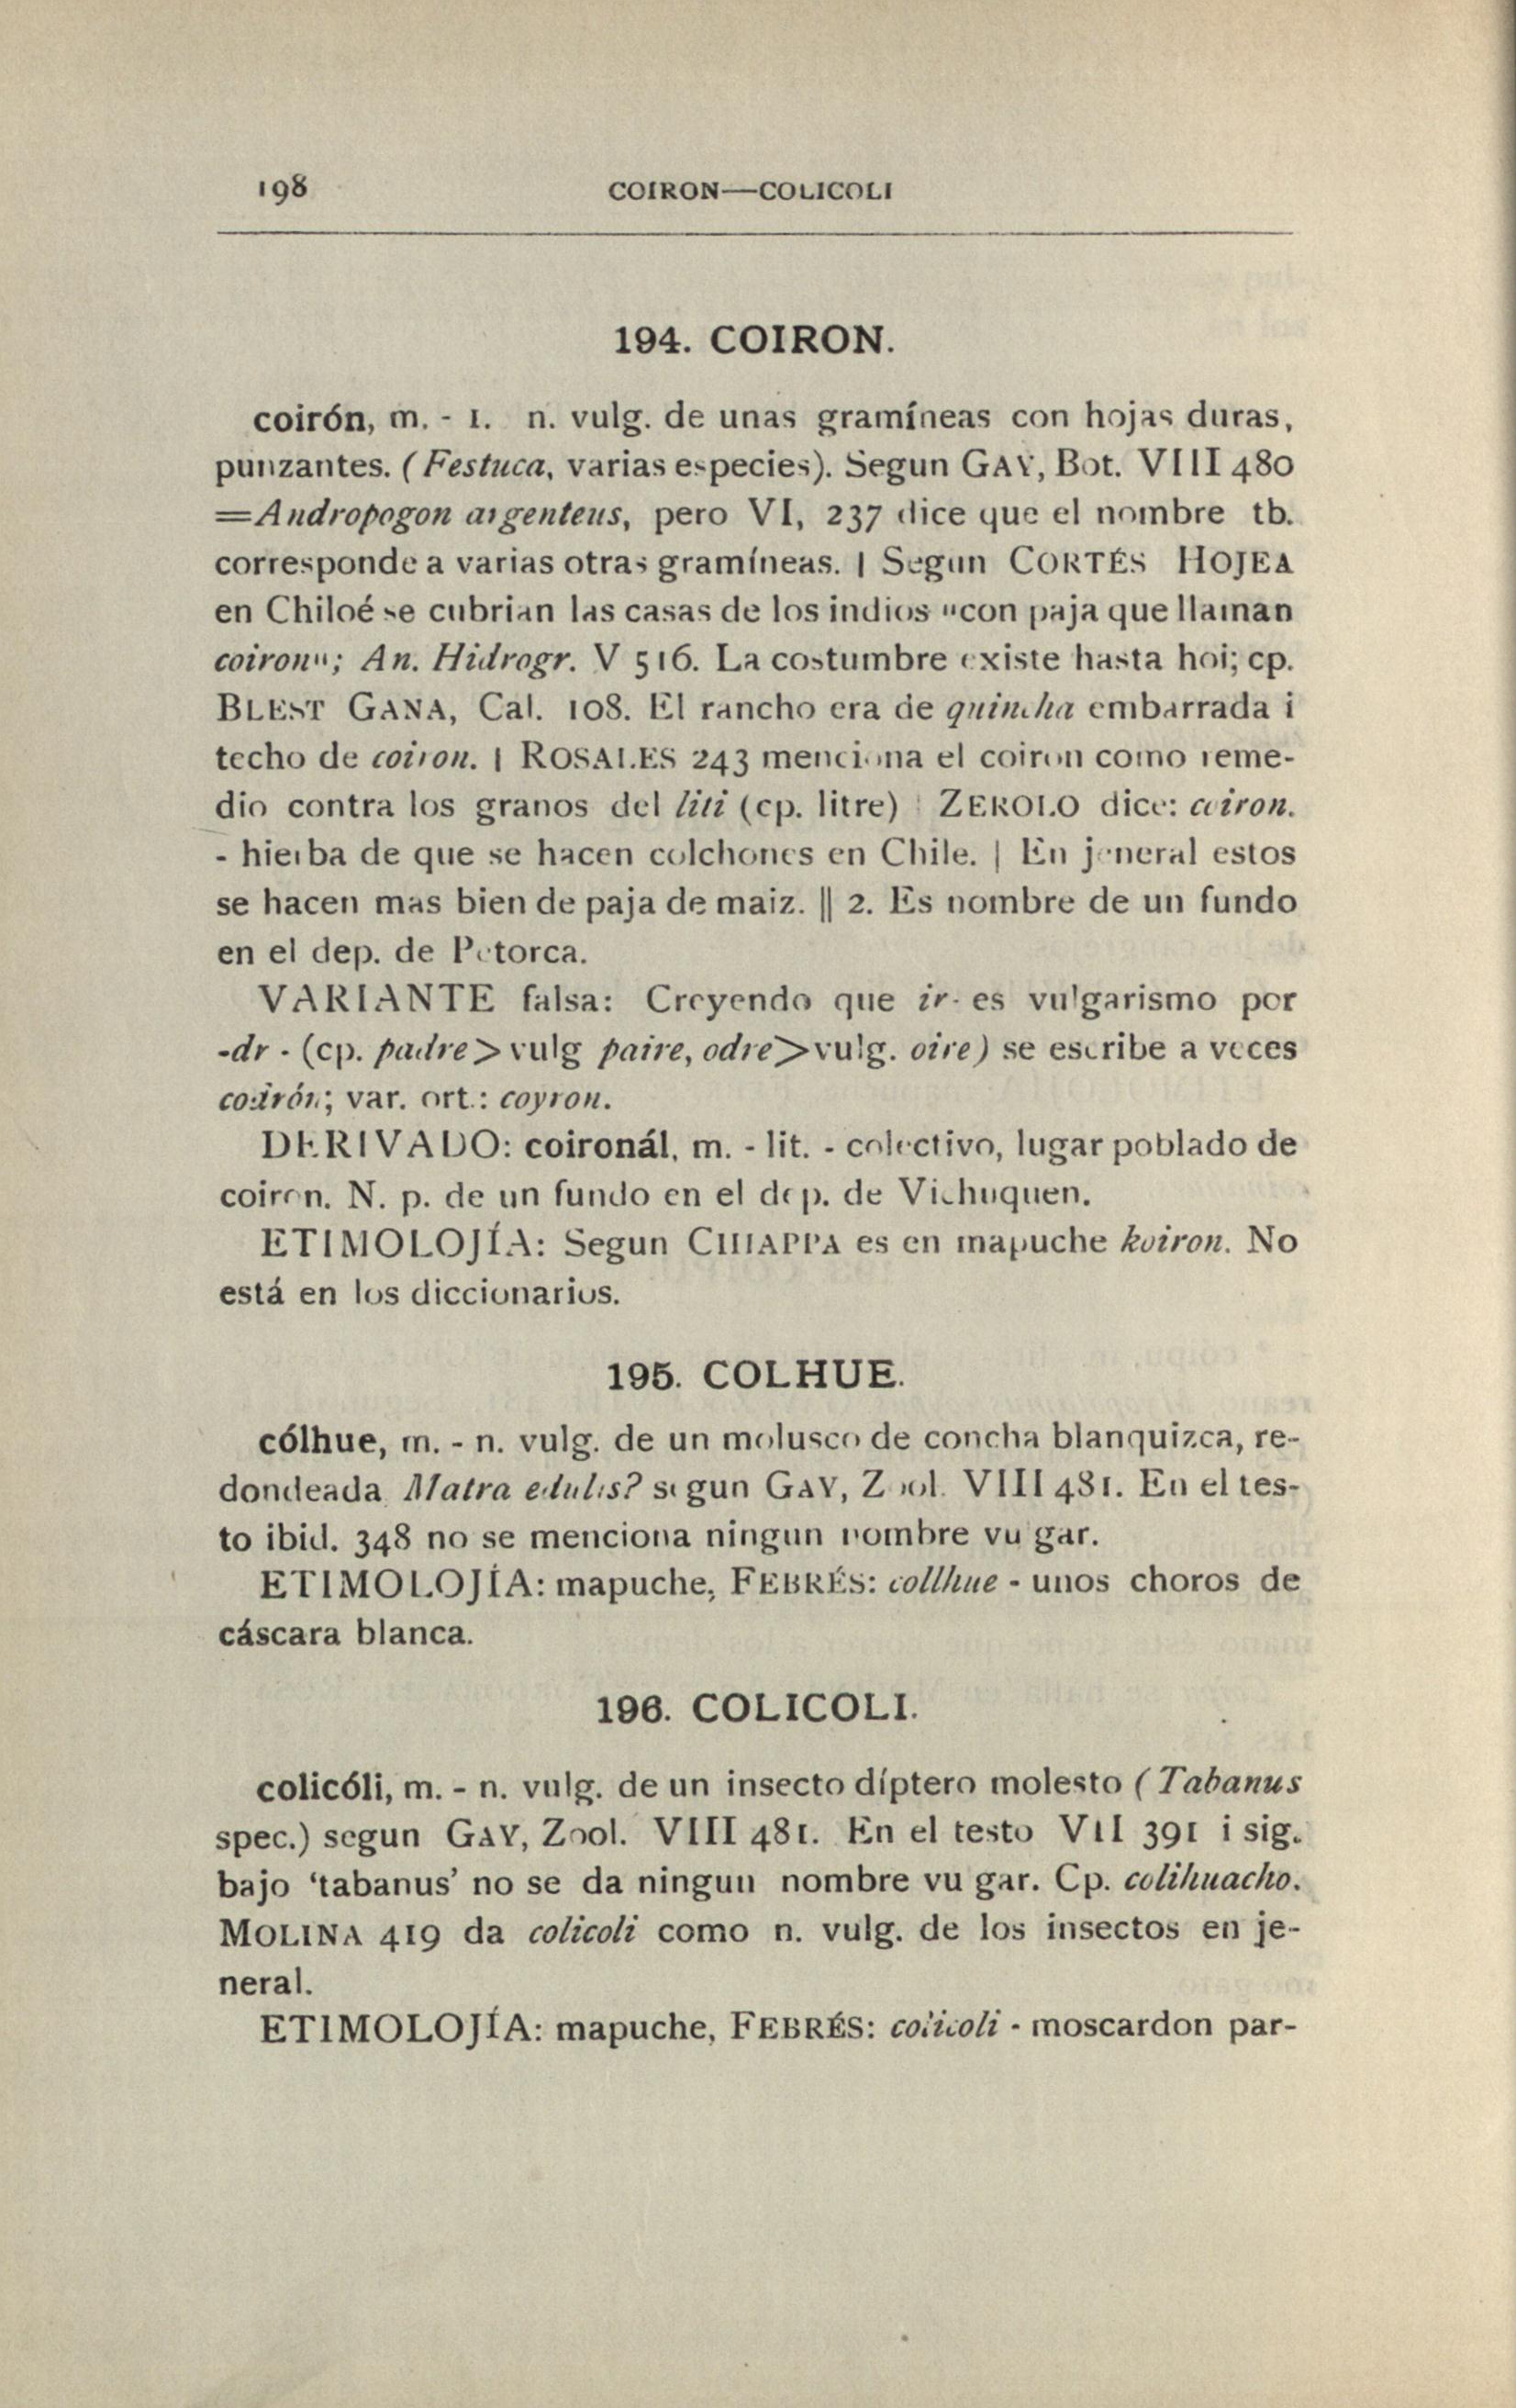 198
COIRON—COLICOLI
194. COIRON.
coirón, m. - 1. n. vulg. de unas gramíneas con hojas duras,
punzantes. (Festuca, varias especies). Segun GAY, Bot. VIII 480
=Andropogon argenteus, pero VI, 237 dice que el nombre tb.
corresponde a varias otras gramíneas. | Segun CORTÉS HOJEA
en Chiloé se cubrian las casas de los indios "con paja que llaman
coiron"; An. Hidrogr. V 516. La costumbre existe hasta hoi; cp.
BLEST GANA, Cal. 108. El rancho era de quincha embarrada i
techo de coiron. | ROSALES 243 menciona el coiron como reme-
dio contra los granos del liti (cp. litre) | ZEROLO dice: coiron.
- hierba de que se hacen colchones en Chile. | En jeneral estos
se hacen mas bien de paja de maiz. || 2. Es nombre de un fundo
en el dep. de Petorca.
VARIANTE falsa: Creyendo que ir- es vulgarismo por
-dr - (cp. padre > vulg paire, odre > vulg. oire) se escribe a veces
codrón; var. ort.: coyron.
DERIVADO: coironál, m. - lit. - colectivo, lugar poblado de
coiron. N. p. de un fundo en el dep. de Vichuquen.
ETIMOLOJÍA: Segun CHIAPPA es en mapuche koiron. No
está en los diccionarios.
195. COLHUE.
cólhue, m. - n. vulg. de un molusco de concha blanquizca, re-
dondeada. Matra edulis? segun GAY, Zool. VIII 481. En el tes-
to ibid. 348 no se menciona ningun nombre vulgar.
ETIMOLOJÍA: mapuche, FEBRÉS: collhue - unos choros de
cáscara blanca.
196. COLICOLI.
colicóli, m. - n. vulg. de un insecto díptero molesto (Tabanus
spec.) segun GAY, Zool. VIII 481. En el testo VII 391 i sig.
bajo 'tabanus' no se da ningun nombre vulgar. Cp. colihuacho.
MOLINA 419 da colicoli como n. vulg. de los insectos en je-
neral.
ETIMOLOJÍA: mapuche, FEBRÉS: colicoli - moscardon par-